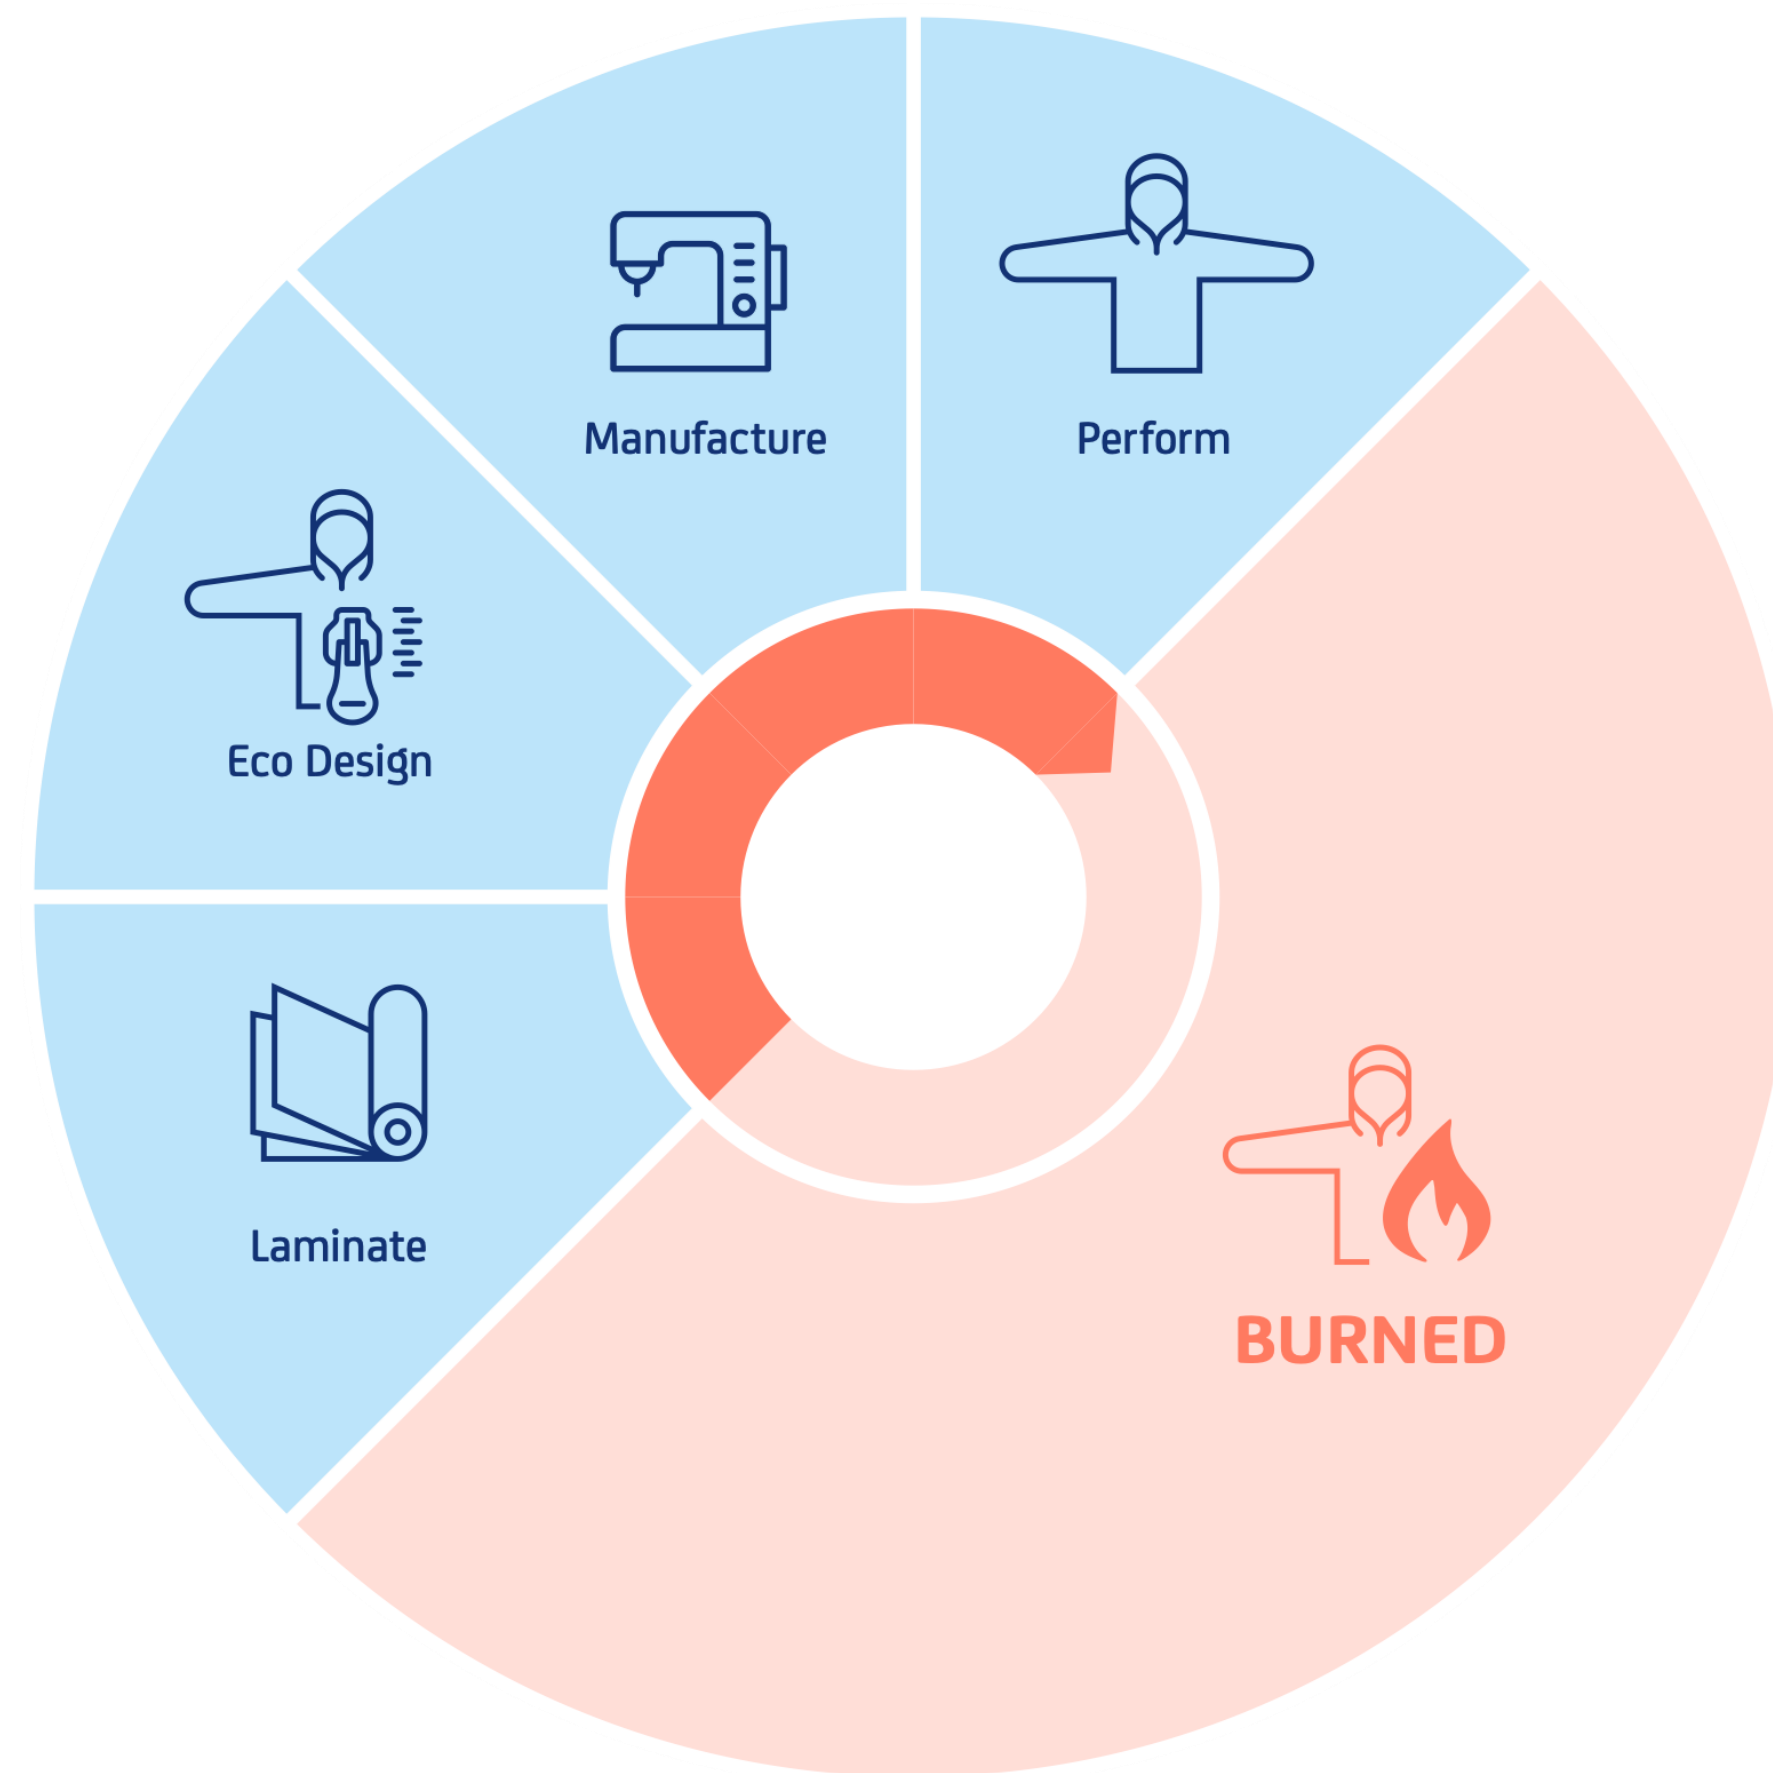 Manufacture
Perform
Eco Design
Laminate
BURNED